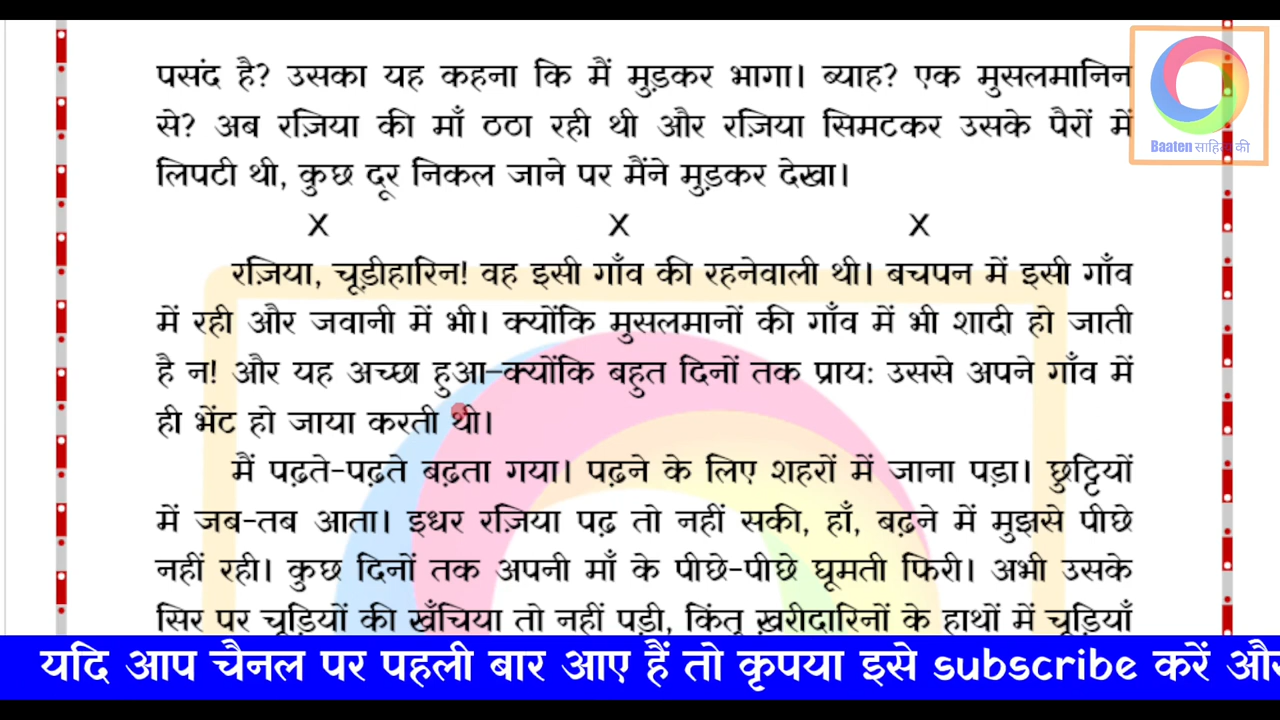 पसंद है? उसका यह कहना कि मैं मुड़कर भागा। ब्याह? एक मुसलमानिन
से? अब रज़िया की माँ ठठा रही थी और रज़िया सिमटकर उसके पैरों में
लिपटी थी, कुछ दूर निकल जाने पर मैंने मुड़कर देखा।
X X X
रज़िया, चूड़ीहारिन! वह इसी गाँव की रहनेवाली थी। बचपन में इसी गाँव
में रही और जवानी में भी। क्योंकि मुसलमानों की गाँव में भी शादी हो जाती
है न! और यह अच्छा हुआ–क्योंकि बहुत दिनों तक प्राय: उससे अपने गाँव में
ही भेंट हो जाया करती थी।
मैं पढ़ते-पढ़ते बढ़ता गया। पढ़ने के लिए शहरों में जाना पड़ा। छुट्टियों
में जब-तब आता। इधर रज़िया पढ़ तो नहीं सकी, हाँ, बढ़ने में मुझसे पीछे
नहीं रही। कुछ दिनों तक अपनी माँ के पीछे-पीछे घूमती फिरी। अभी उसके
सिर पर चूड़ियों की खँचिया तो नहीं पड़ी, किंतु ख़रीदारिनों के हाथों में चूड़ियाँ
Baaten साहित्य की
यदि आप चैनल पर पहली बार आए हैं तो कृपया इसे subscribe करें और